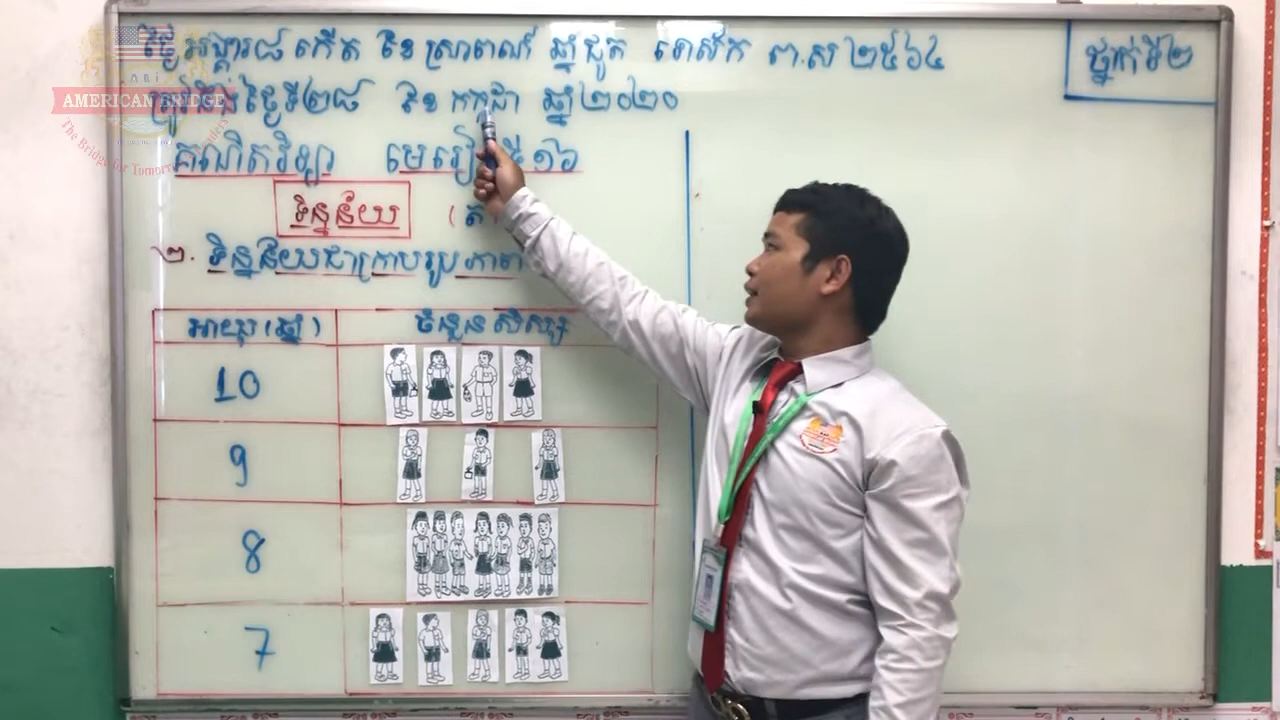 ថ្ងៃអង្គារ ៨ កើត ខែ ស្រាពណ៍ ឆ្នាំជូត ទោស័ក ព.ស ២៥៦៤
ថ្នាក់ទី២
ត្រូវនឹងថ្ងៃទី២៨ ខែ កក្កដា ឆ្នាំ២០២០
ABI
AMERICAN BRIDGE
The Bridge for Tomorrow
គណិតវិទ្យា មេរៀនទី១៦
ទិន្នន័យ (ត
២. ទិន្នន័យជាក្រាបរូបភាព
អាយុ (ឆ្នាំ) ចំនួនសិស្ស
10
9
8
7